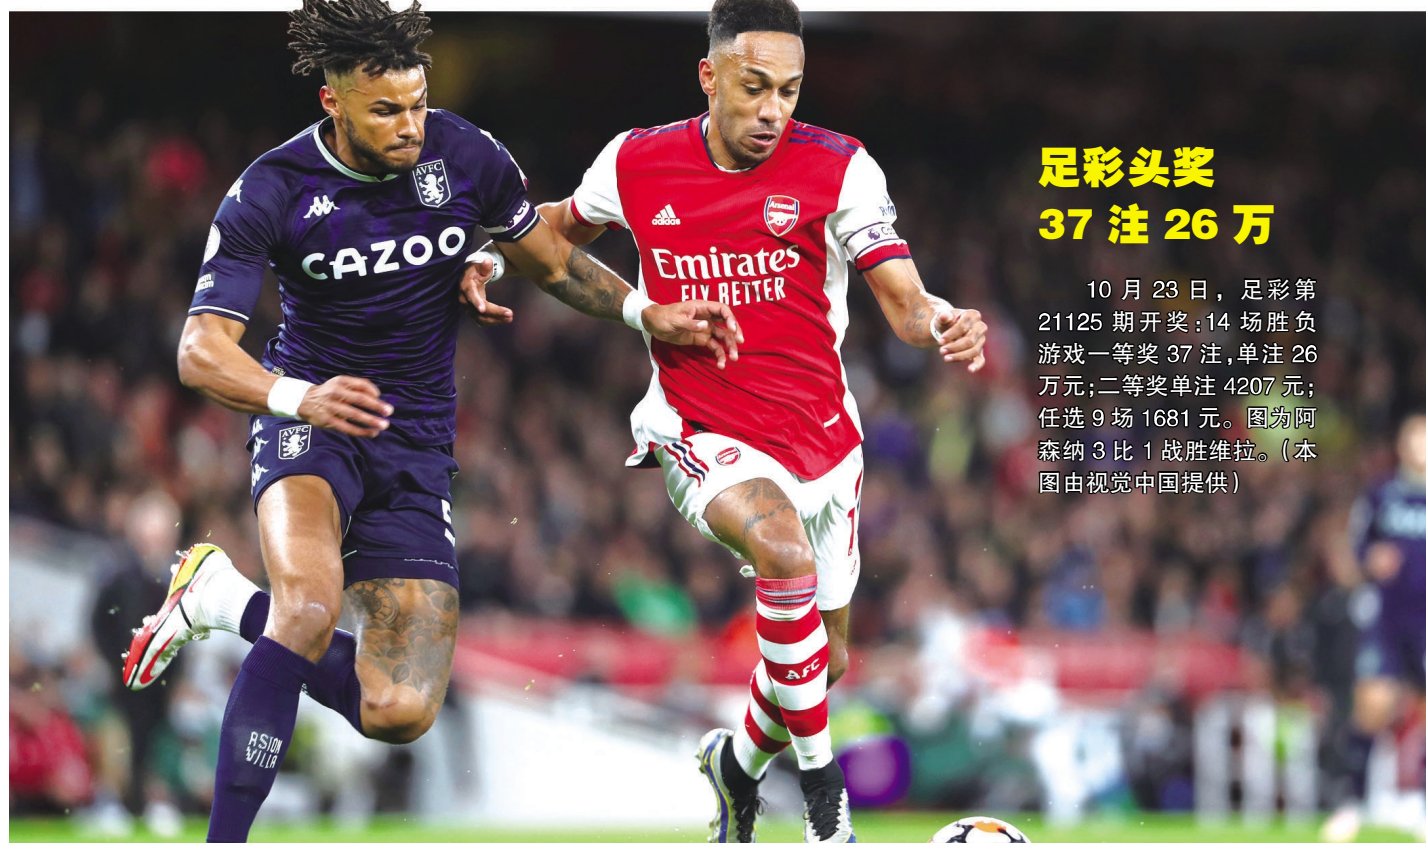 足彩头奖
37 注 26 万
10 月 23 日，足彩第
21125 期开奖：14 场胜负
游戏一等奖 37 注，单注 26
万元；二等奖单注 4207 元；
任选 9 场 1681 元。图为阿
森纳 3 比 1 战胜维拉。（本
图由视觉中国提供）
AVFC
CAZOO
adidas
Arsenal
Emirates
FLY BETTER
5
1
AFC
ASTON
VILLA